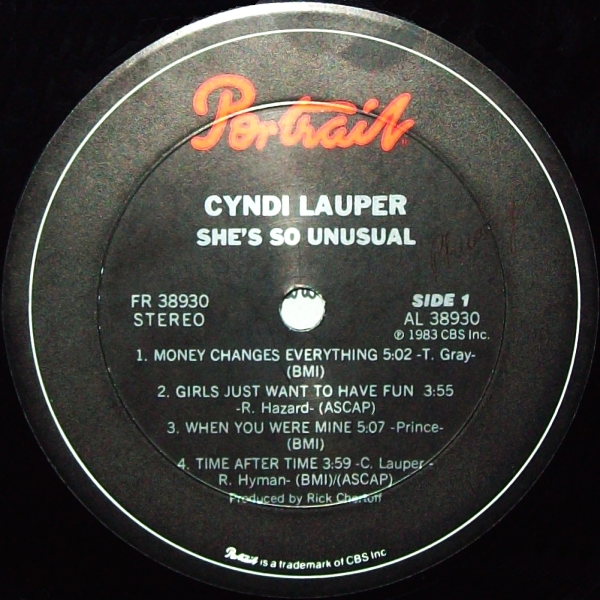 Portrait
CYNDI LAUPER
SHE'S SO UNUSUAL
FR 38930
STEREO
SIDE 1
AL 38930
℗ 1983 CBS Inc.
1. MONEY CHANGES EVERYTHING 5:02 -T. Gray-
(BMI)
2. GIRLS JUST WANT TO HAVE FUN 3:55
-R. Hazard- (ASCAP)
3. WHEN YOU WERE MINE 5:07 -Prince-
(BMI)
4. TIME AFTER TIME 3:59 -C. Lauper -
R. Hyman- (BMI)/(ASCAP)
Produced by Rick Chertoff
Portrait is a trademark of CBS Inc